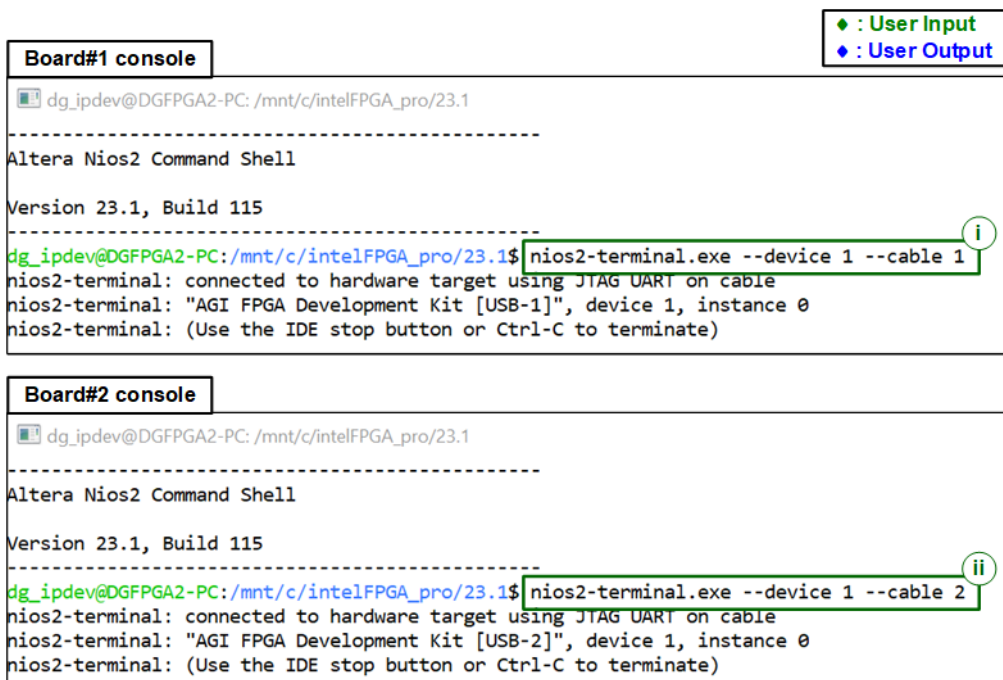 ♦ : User Input
♦ : User Output
Board#1 console
dg_ipdev@DGFPGA2-PC: /mnt/c/intelFPGA_pro/23.1
------------------------------------------------
Altera Nios2 Command Shell
Version 23.1, Build 115
------------------------------------------------
dg_ipdev@DGFPGA2-PC:/mnt/c/intelFPGA_pro/23.1$ nios2-terminal.exe --device 1 --cable 1
i
nios2-terminal: connected to hardware target using JTAG UART on cable
nios2-terminal: "AGI FPGA Development Kit [USB-1]", device 1, instance 0
nios2-terminal: (Use the IDE stop button or Ctrl-C to terminate)
Board#2 console
dg_ipdev@DGFPGA2-PC: /mnt/c/intelFPGA_pro/23.1
------------------------------------------------
Altera Nios2 Command Shell
Version 23.1, Build 115
------------------------------------------------
dg_ipdev@DGFPGA2-PC:/mnt/c/intelFPGA_pro/23.1$ nios2-terminal.exe --device 1 --cable 2
ii
nios2-terminal: connected to hardware target using JTAG UART on cable
nios2-terminal: "AGI FPGA Development Kit [USB-2]", device 1, instance 0
nios2-terminal: (Use the IDE stop button or Ctrl-C to terminate)